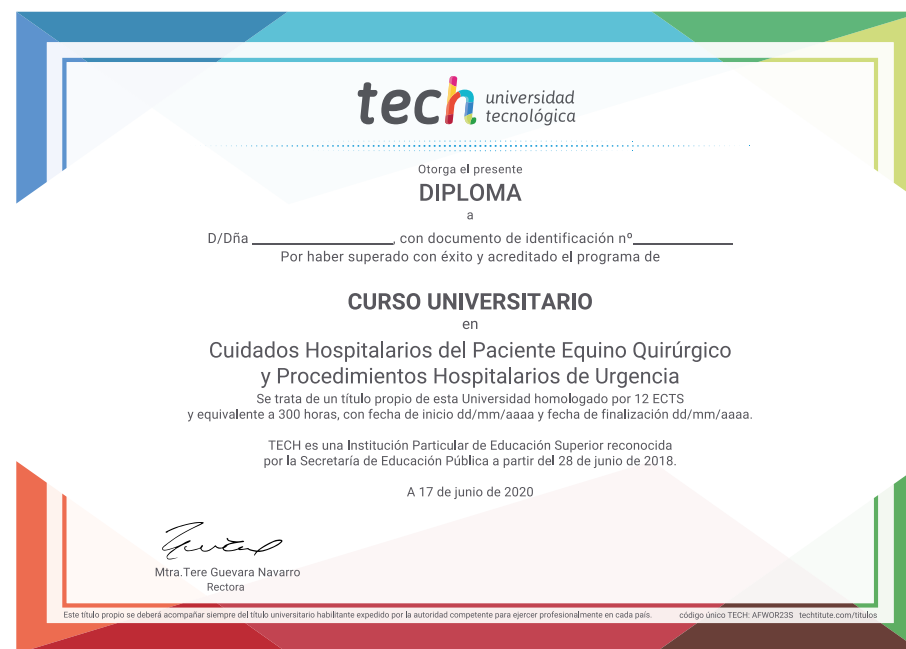 tech universidad
tecnológica
Otorga el presente
DIPLOMA
a
D/Dña ______________, con documento de identificación nº__________
Por haber superado con éxito y acreditado el programa de
CURSO UNIVERSITARIO
en
Cuidados Hospitalarios del Paciente Equino Quirúrgico
y Procedimientos Hospitalarios de Urgencia
Se trata de un título propio de esta Universidad homologado por 12 ECTS
y equivalente a 300 horas, con fecha de inicio dd/mm/aaaa y fecha de finalización dd/mm/aaaa.
TECH es una Institución Particular de Educación Superior reconocida
por la Secretaría de Educación Pública a partir del 28 de junio de 2018.
A 17 de junio de 2020
Mtra.Tere Guevara Navarro
Rectora
Este título propio se deberá acompañar siempre del título universitario habilitante expedido por la autoridad competente para ejercer profesionalmente en cada país. código único TECH: AFWOR23S techtitute.com/titulos